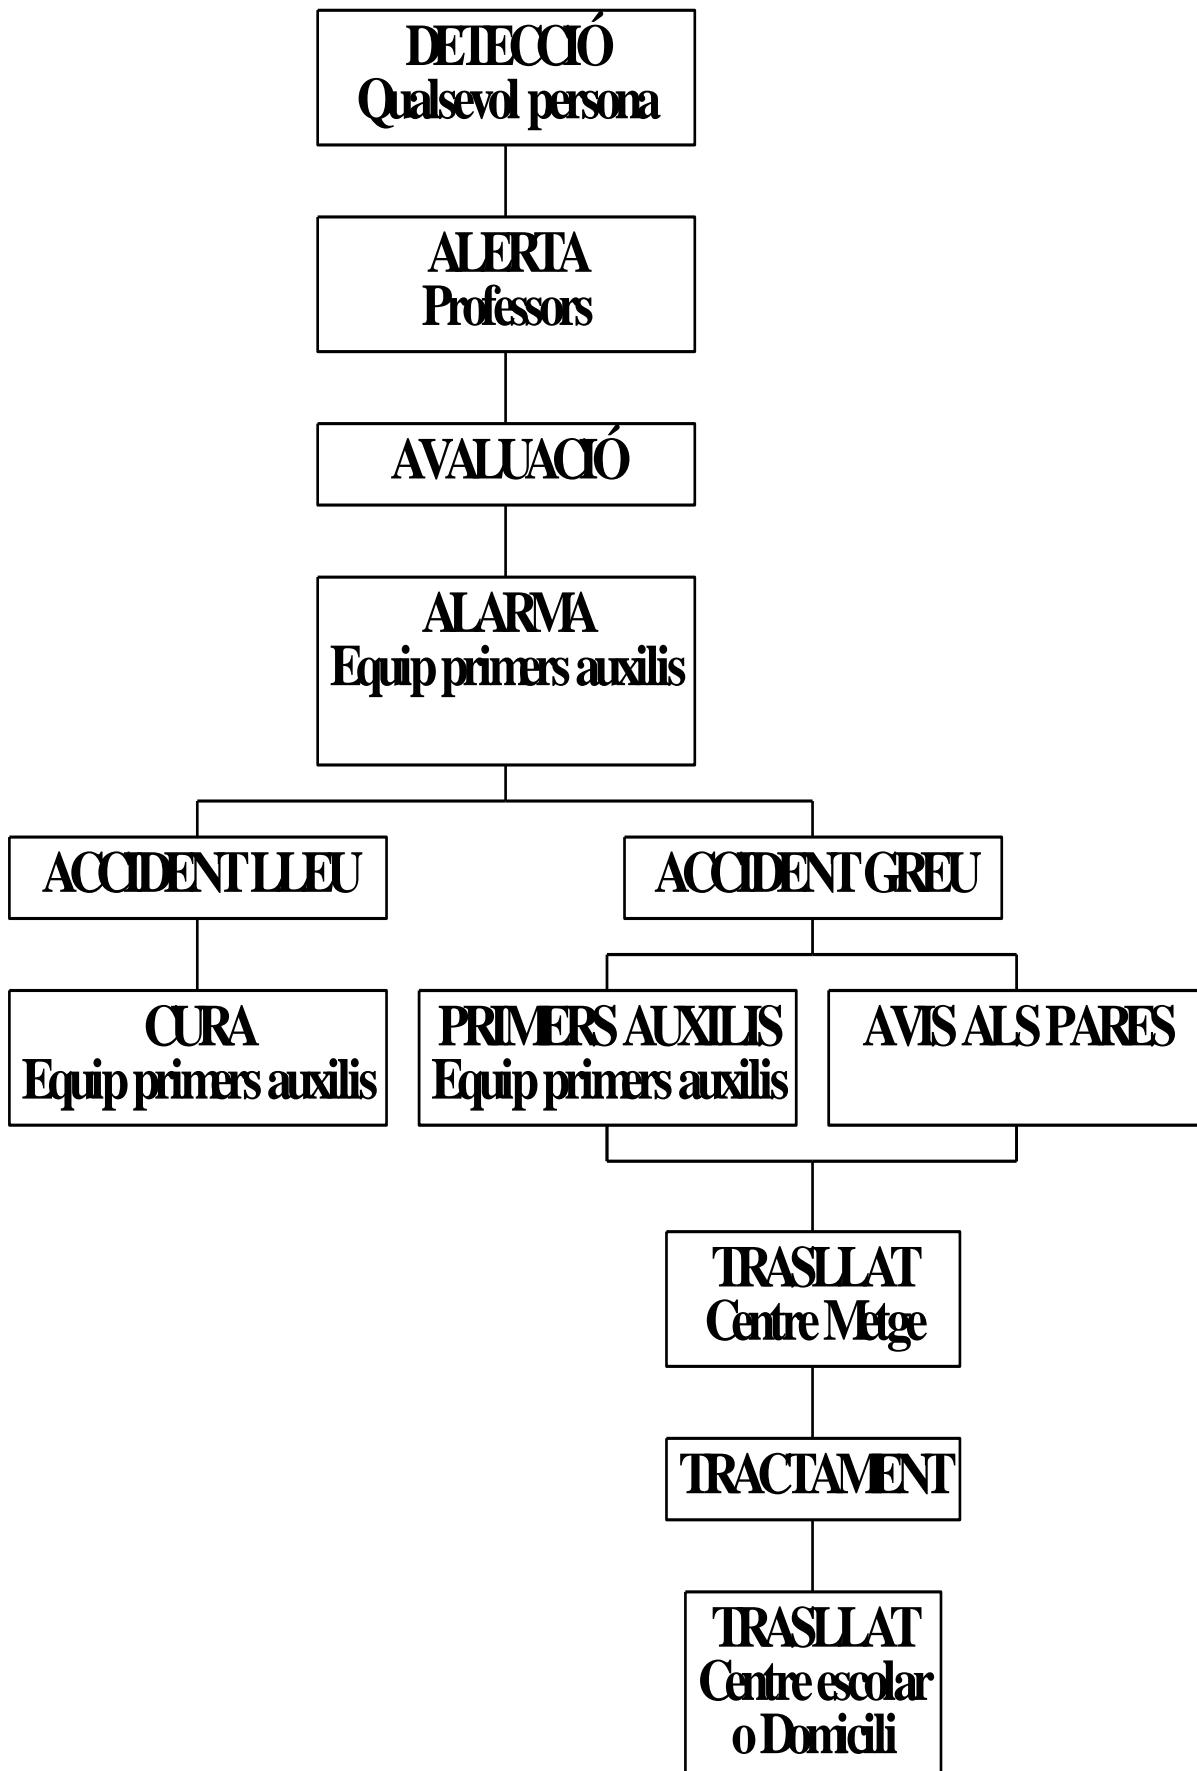 DETECCIÓ
Qualsevol persona
ALERTA
Professors
AVALUACIÓ
ALARMA
Equip primers auxilis
ACCIDENT LLEU
ACCIDENT GREU
CURA
Equip primers auxilis
PRIMERS AUXILIS
Equip primers auxilis
AVIS ALS PARES
TRASLLAT
Centre Metge
TRACTAMENT
TRASLLAT
Centre escolar
o Domicili